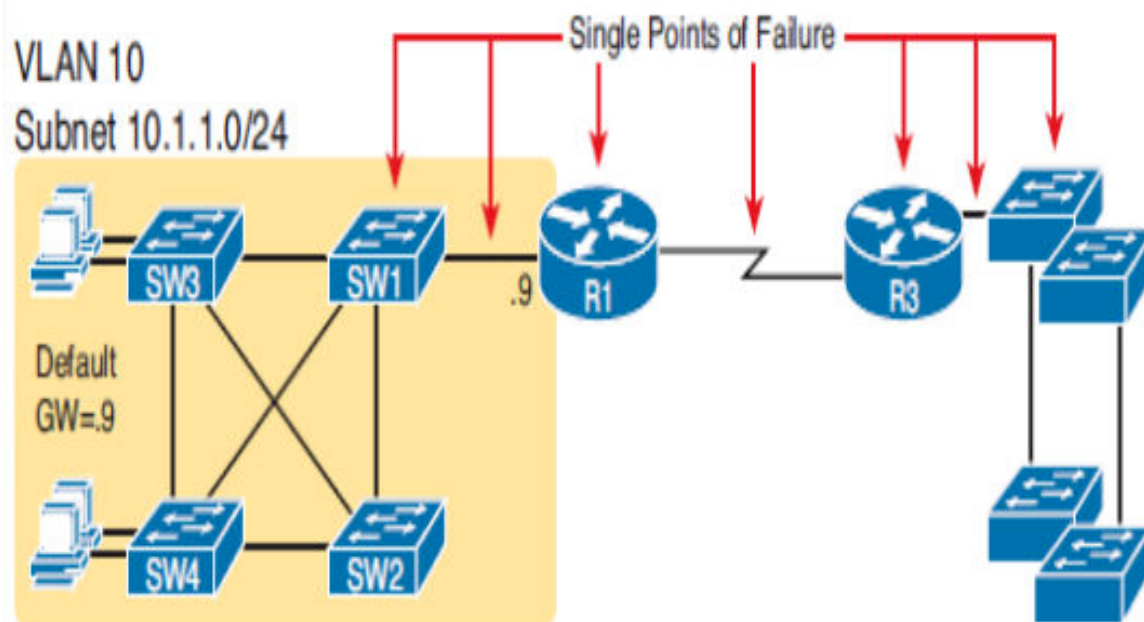 Single Points of Failure
VLAN 10
Subnet 10.1.1.0/24
SW3
SW1
.9
R1
R3
Default
GW=.9
SW4
SW2